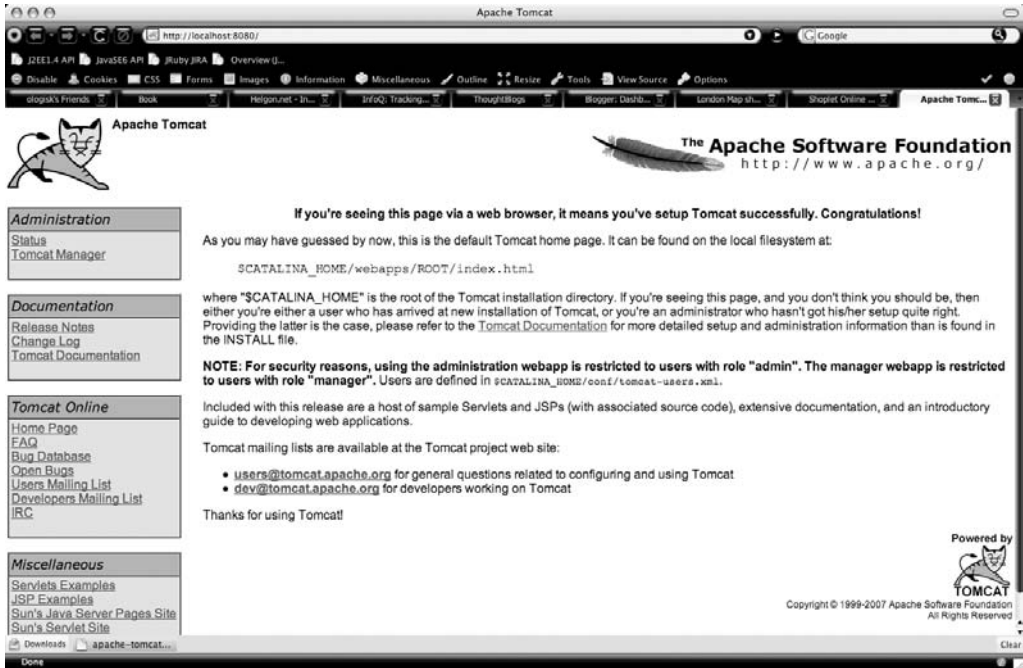 Apache Tomcat
http://localhost:8080/
Google
J2EE1.4 API JavaSE6 API JRuby JIRA Overview (J...
Disable Cookies CSS Forms Images Information Miscellaneous Outline Resize Tools View Source Options
ologisk's Friends Book Helgon.net - In... InfoQ: Tracking... ThoughtBlogs Blogger: Dashb... London Map sh... Shoplet Online ... Apache Tomc...
Apache Tomcat
The Apache Software Foundation
http://www.apache.org/
Administration
Status
Tomcat Manager
Documentation
Release Notes
Change Log
Tomcat Documentation
Tomcat Online
Home Page
FAQ
Bug Database
Open Bugs
Users Mailing List
Developers Mailing List
IRC
Miscellaneous
Servlets Examples
JSP Examples
Sun's Java Server Pages Site
Sun's Servlet Site
If you're seeing this page via a web browser, it means you've setup Tomcat successfully. Congratulations!
As you may have guessed by now, this is the default Tomcat home page. It can be found on the local filesystem at:
$CATALINA_HOME/webapps/ROOT/index.html
where "$CATALINA_HOME" is the root of the Tomcat installation directory. If you're seeing this page, and you don't think you should be, then
either you're either a user who has arrived at new installation of Tomcat, or you're an administrator who hasn't got his/her setup quite right.
Providing the latter is the case, please refer to the Tomcat Documentation for more detailed setup and administration information than is found in
the INSTALL file.
NOTE: For security reasons, using the administration webapp is restricted to users with role "admin". The manager webapp is restricted
to users with role "manager". Users are defined in $CATALINA_HOME/conf/tomcat-users.xml.
Included with this release are a host of sample Servlets and JSPs (with associated source code), extensive documentation, and an introductory
guide to developing web applications.
Tomcat mailing lists are available at the Tomcat project web site:
• users@tomcat.apache.org for general questions related to configuring and using Tomcat
• dev@tomcat.apache.org for developers working on Tomcat
Thanks for using Tomcat!
Powered by
TOMCAT
Copyright © 1999-2007 Apache Software Foundation
All Rights Reserved
Downloads apache-tomcat... Clear
Done